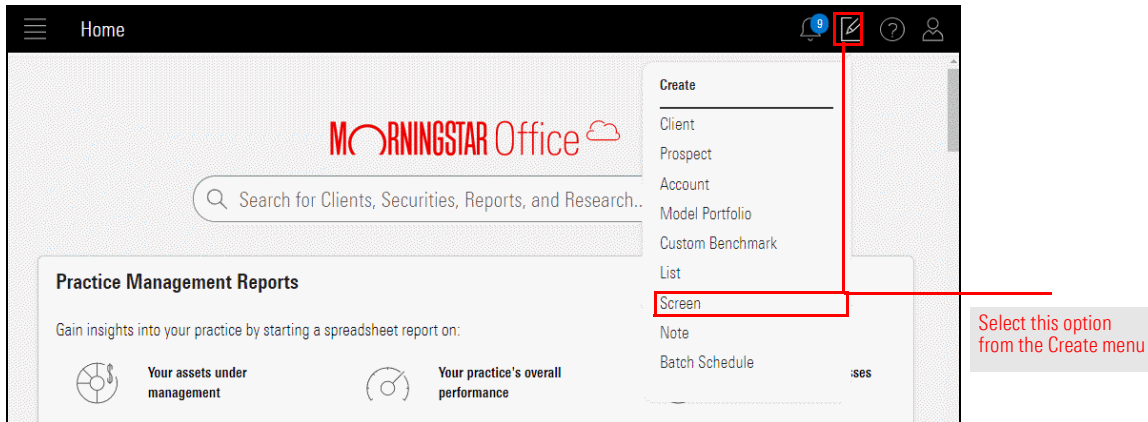 Home
9
Create
Client
Prospect
Account
Model Portfolio
Custom Benchmark
List
Screen
Note
Batch Schedule
MORNINGSTAR Office
Search for Clients, Securities, Reports, and Research..
Practice Management Reports
Gain insights into your practice by starting a spreadsheet report on:
Your assets under
management
Your practice's overall
performance
Select this option
from the Create menu